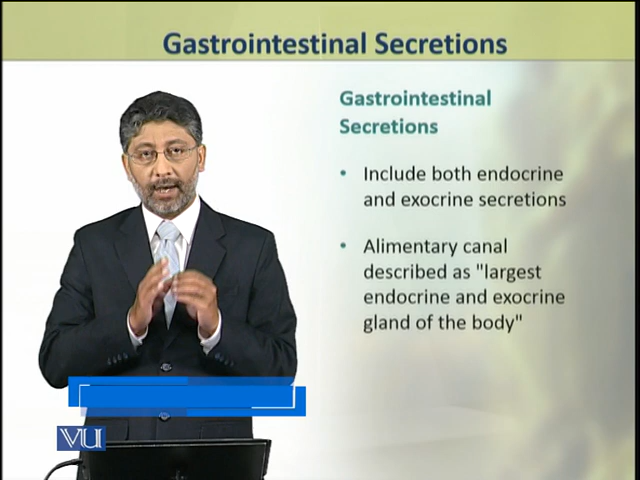 Gastrointestinal Secretions
Gastrointestinal
Secretions
• Include both endocrine
and exocrine secretions
• Alimentary canal
described as "largest
endocrine and exocrine
gland of the body"
VU